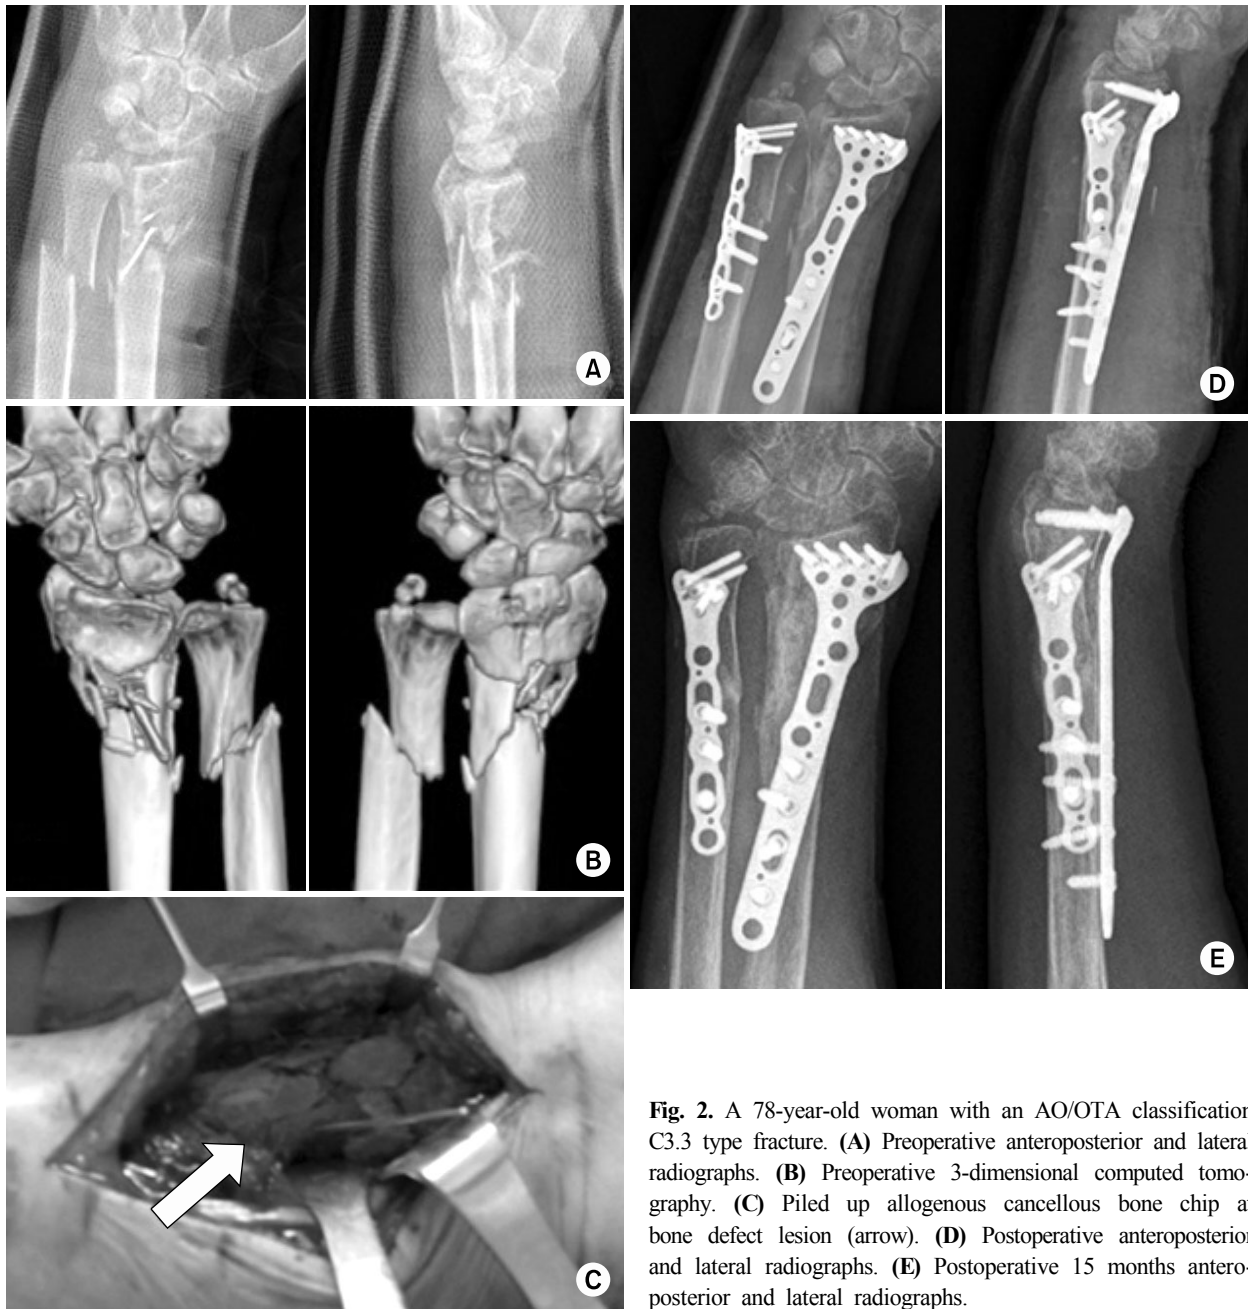 A
B
C
D
E
Fig. 2. A 78-year-old woman with an AO/OTA classification
C3.3 type fracture. (A) Preoperative anteroposterior and lateral
radiographs. (B) Preoperative 3-dimensional computed tomo-
graphy. (C) Piled up allogenous cancellous bone chip a
bone defect lesion (arrow). (D) Postoperative anteroposterior
and lateral radiographs. (E) Postoperative 15 months antero-
posterior and lateral radiographs.